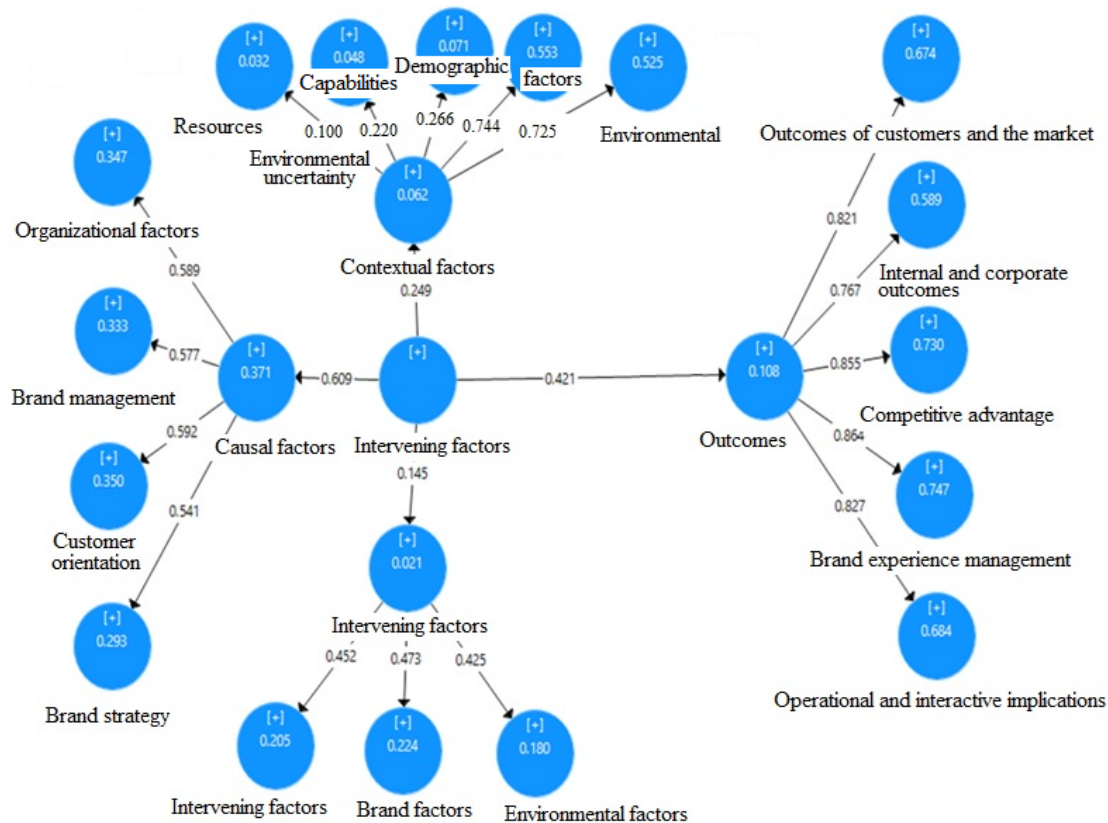 [+]
0.032
[+]
0.048
[+]
0.071
[+]
0.553
[+]
0.525
[+]
0.674
Capabilities
Demographic
factors
Resources
Environmental
Environmental
uncertainty
0.100
0.220
0.266
0.744
0.725
Outcomes of customers and the market
[+]
0.347
Organizational factors
[+]
0.062
Contextual factors
0.249
[+]
0.589
Internal and corporate
outcomes
0.821
0.767
0.589
[+]
0.333
Brand management
0.577
[+]
0.371
Causal factors
0.609
[+]
Intervening factors
0.421
[+]
0.108
Outcomes
0.855
[+]
0.730
Competitive advantage
0.592
[+]
0.350
Customer
orientation
0.541
0.145
0.864
[+]
0.747
Brand experience management
0.827
[+]
0.021
Intervening factors
[+]
0.293
Brand strategy
0.452
0.473
0.425
[+]
0.684
Operational and interactive implications
[+]
0.205
Intervening factors
[+]
0.224
Brand factors
[+]
0.180
Environmental factors